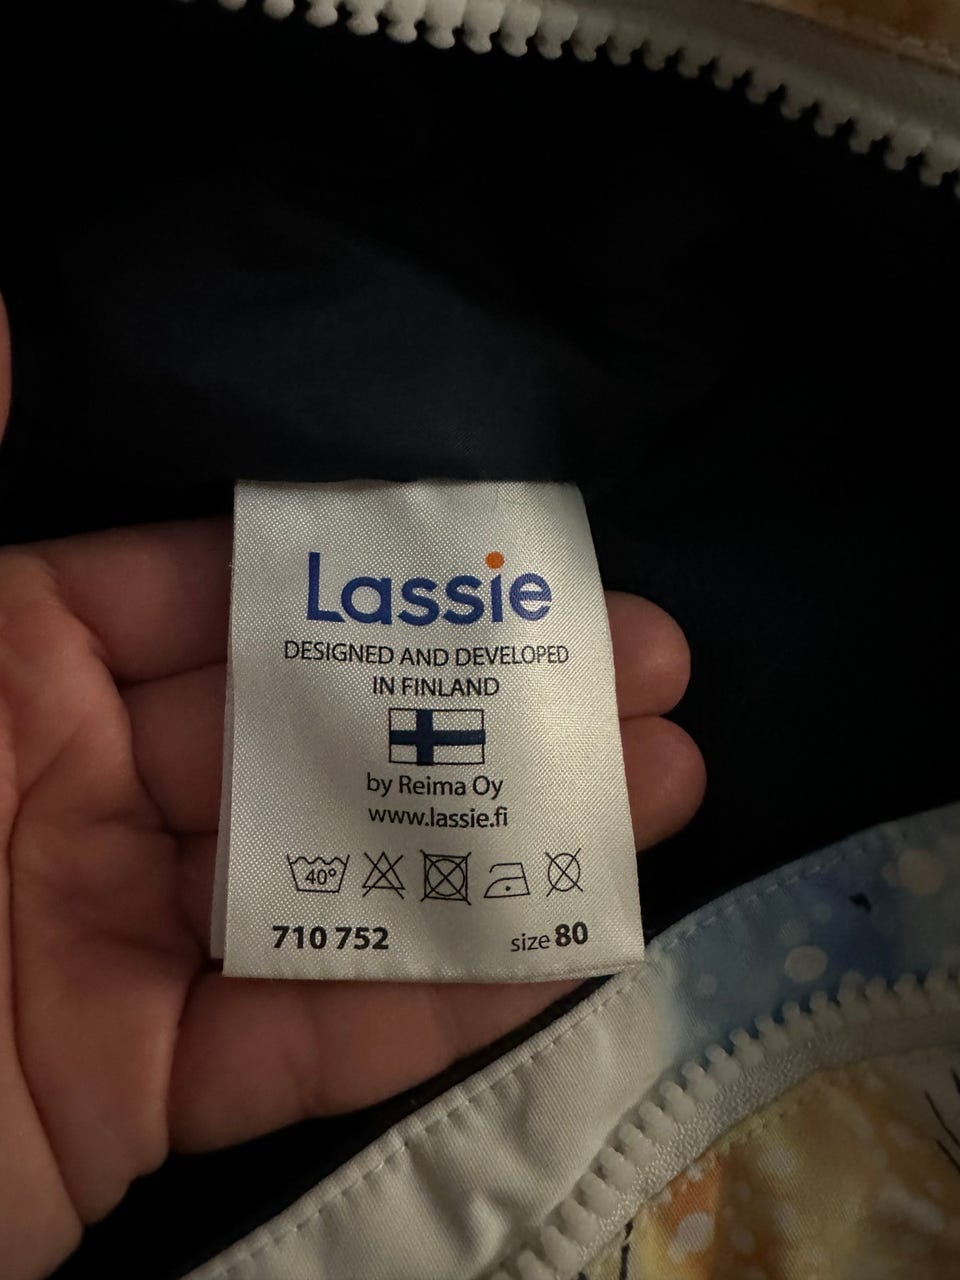 Lassie
DESIGNED AND DEVELOPED
IN FINLAND
by Reima Oy
www.lassie.fi
40°
710 752 size 80